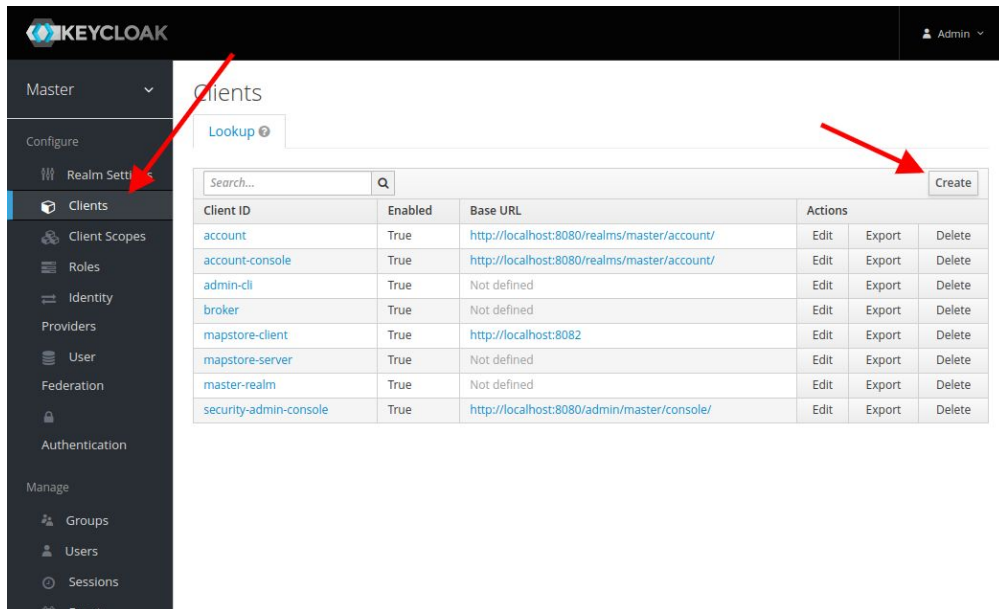 KEYCLOAK
Admin
Master
Clients
Lookup
Configure
Realm Settings
Clients
Client Scopes
Roles
Identity
Providers
User
Federation
Authentication
Manage
Groups
Users
Sessions
Search...
Create
Client ID Enabled Base URL Actions
account True http://localhost:8080/realms/master/account/ Edit Export Delete
account-console True http://localhost:8080/realms/master/account/ Edit Export Delete
admin-cli True Not defined Edit Export Delete
broker True Not defined Edit Export Delete
mapstore-client True http://localhost:8082 Edit Export Delete
mapstore-server True Not defined Edit Export Delete
master-realm True Not defined Edit Export Delete
security-admin-console True http://localhost:8080/admin/master/console/ Edit Export Delete